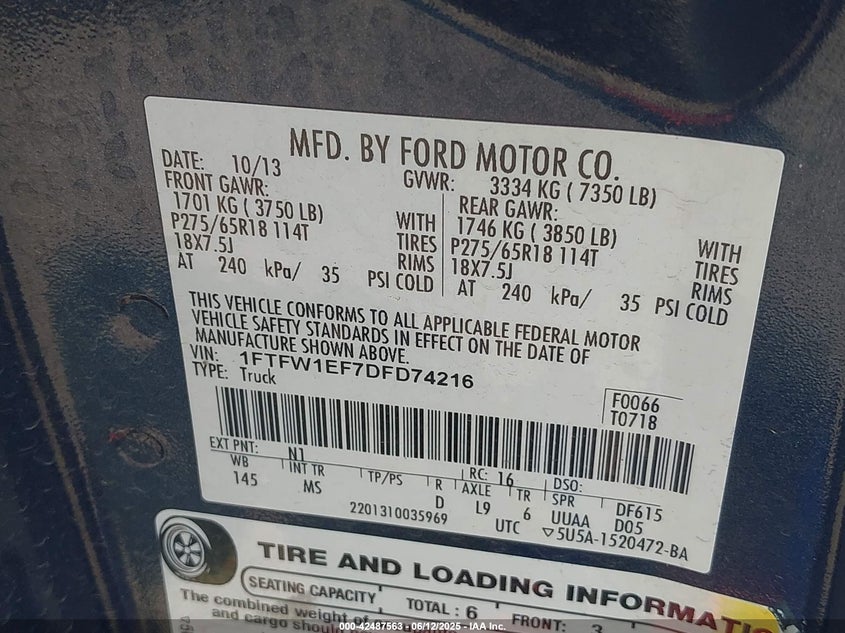 MFD. BY FORD MOTOR CO.
DATE: 10/13 GVWR: 3334 KG ( 7350 LB)
FRONT GAWR: REAR GAWR:
1701 KG ( 3750 LB) WITH 1746 KG ( 3850 LB) WITH
P275/65R18 114T TIRES P275/65R18 114T TIRES
18X7.5J RIMS 18X7.5J RIMS
AT 240 kPa/ 35 PSI COLD AT 240 kPa/ 35 PSI COLD
THIS VEHICLE CONFORMS TO ALL APPLICABLE FEDERAL MOTOR
VEHICLE SAFETY STANDARDS IN EFFECT ON THE DATE OF
MANUFACTURE SHOWN ABOVE.
VIN: 1FTFW1EF7DFD74216
TYPE: Truck
F0066
T0718
EXT PNT: N1 RC: 16 DSO:
WB INT TR TP/PS R AXLE TR SPR DF615
145 MS D L9 6 UUAA D05
2201310035969 UTC ▽5U5A-1520472-BA
TIRE AND LOADING INFORMATI
SEATING CAPACITY TOTAL : 6 FRONT: 3
The combined weight of
and cargo shou
000-42487563 - 06/12/2025 - IAA Inc.